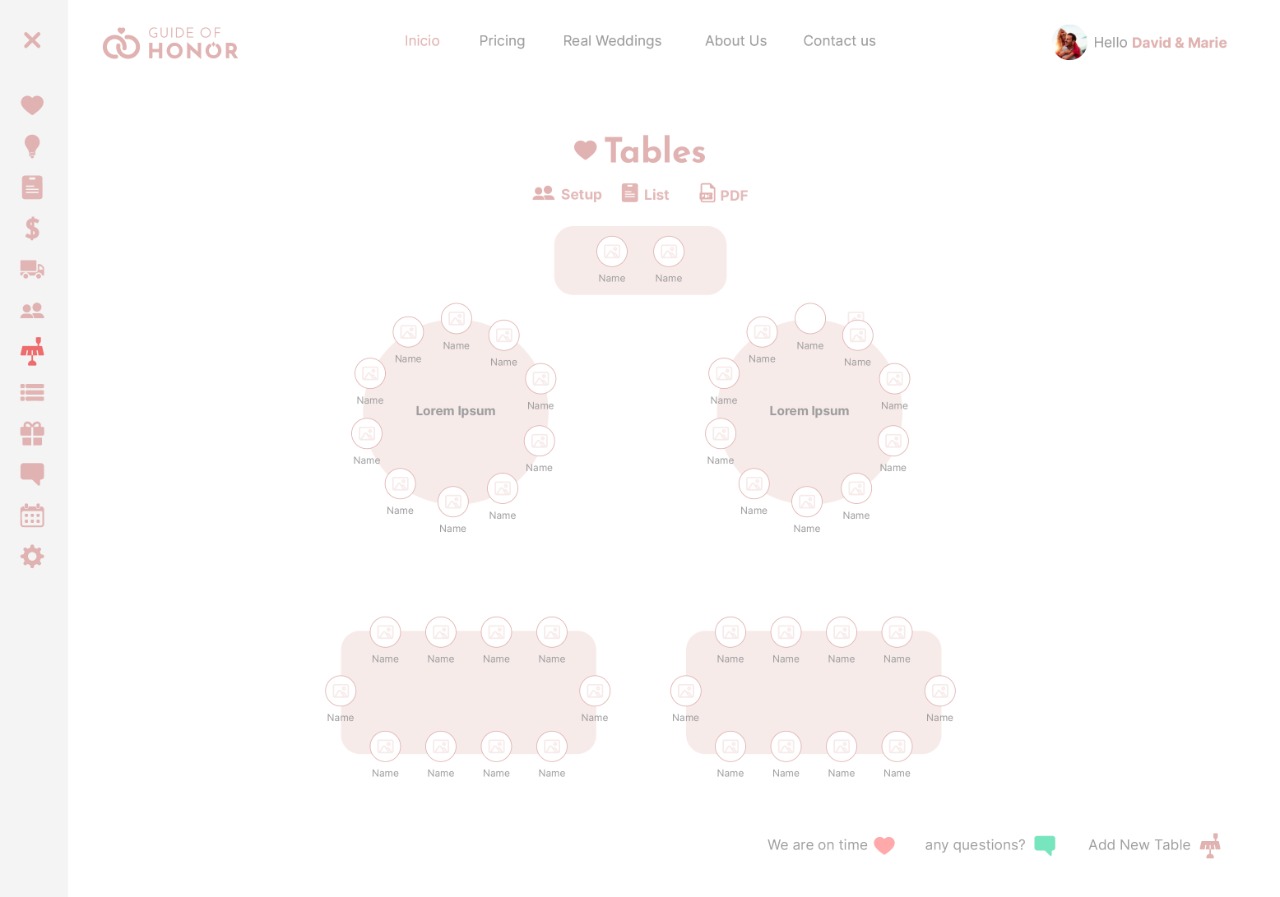 GUIDE OF
HONOR
Inicio Pricing Real Weddings About Us Contact us
Hello David & Marie
Tables
Setup List PDF
Name Name
Name
Name Name
Name Name
Lorem Ipsum
Name Name
Name Name
Name
Name
Name Name
Name Name
Lorem Ipsum
Name Name
Name Name
Name
Name Name Name Name
Name Name
Name Name Name Name
Name Name Name Name
Name Name
Name Name Name Name
We are on time any questions? Add New Table